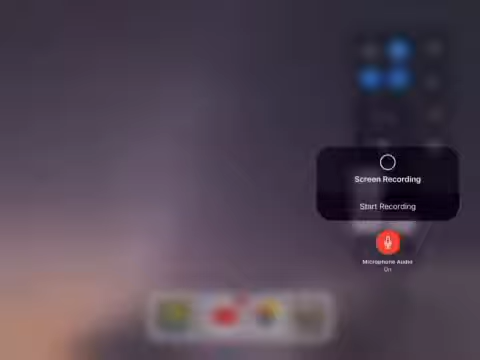 Screen Recording
Start Recording
Microphone Audio
On